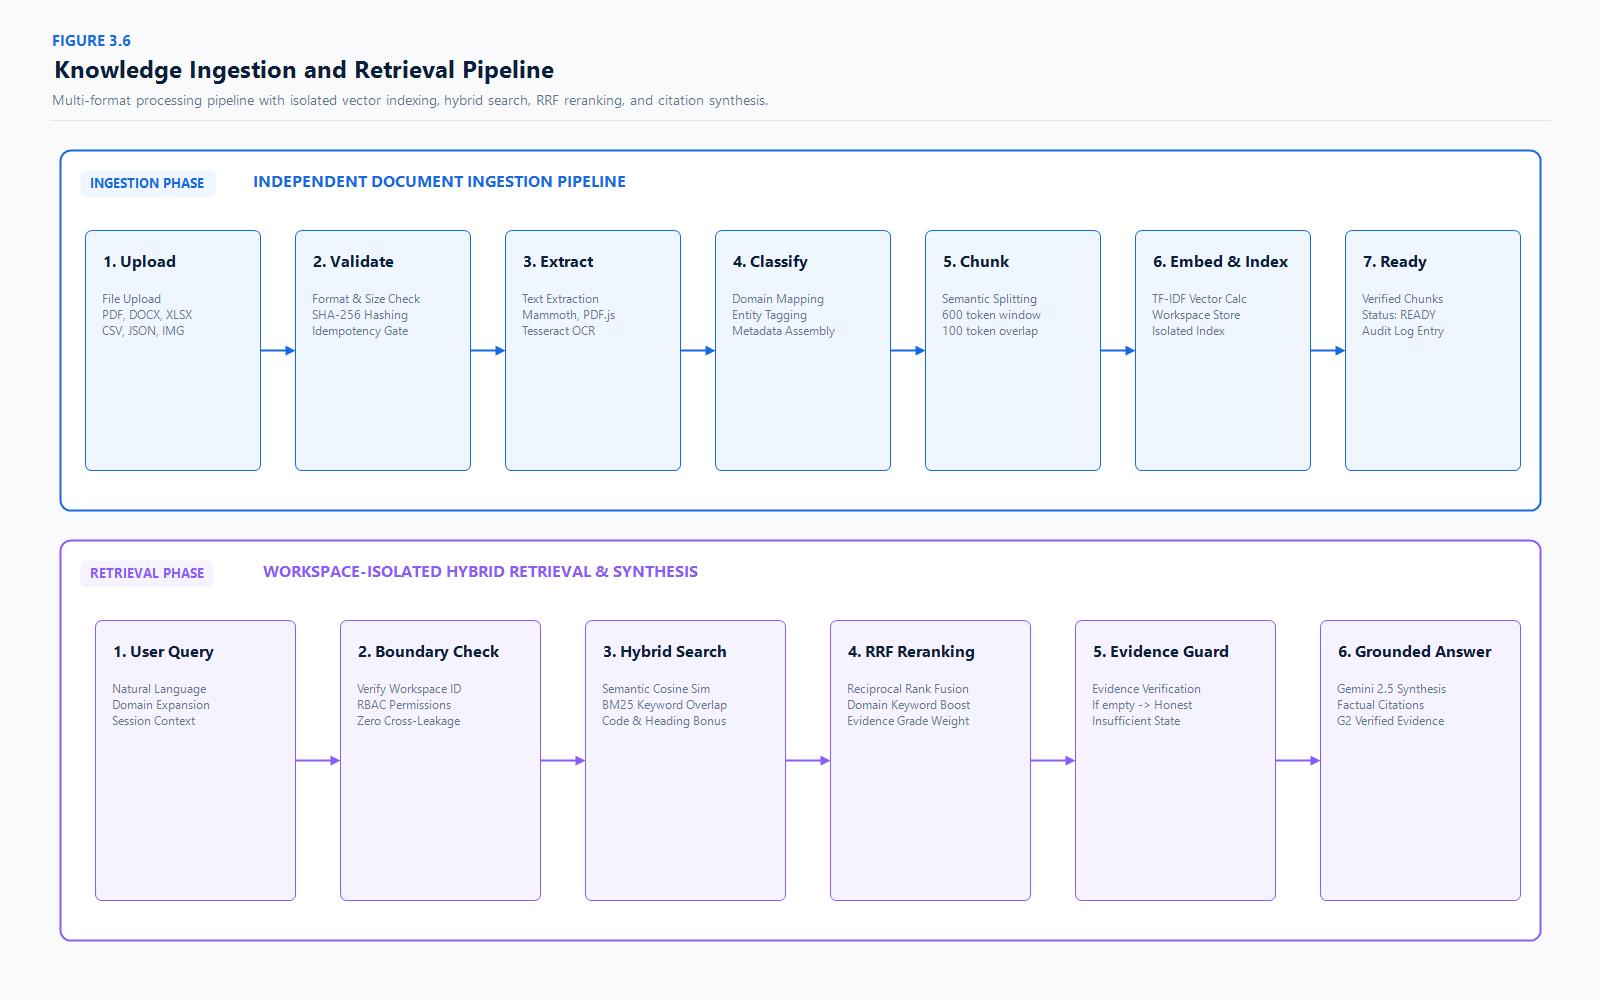 FIGURE 3.6
Knowledge Ingestion and Retrieval Pipeline
Multi-format processing pipeline with isolated vector indexing, hybrid search, RRF reranking, and citation synthesis.
INGESTION PHASE
INDEPENDENT DOCUMENT INGESTION PIPELINE
1. Upload
File Upload
PDF, DOCX, XLSX
CSV, JSON, IMG
2. Validate
Format & Size Check
SHA-256 Hashing
Idempotency Gate
3. Extract
Text Extraction
Mammoth, PDF.js
Tesseract OCR
4. Classify
Domain Mapping
Entity Tagging
Metadata Assembly
5. Chunk
Semantic Splitting
600 token window
100 token overlap
6. Embed & Index
TF-IDF Vector Calc
Workspace Store
Isolated Index
7. Ready
Verified Chunks
Status: READY
Audit Log Entry
RETRIEVAL PHASE
WORKSPACE-ISOLATED HYBRID RETRIEVAL & SYNTHESIS
1. User Query
Natural Language
Domain Expansion
Session Context
2. Boundary Check
Verify Workspace ID
RBAC Permissions
Zero Cross-Leakage
3. Hybrid Search
Semantic Cosine Sim
BM25 Keyword Overlap
Code & Heading Bonus
4. RRF Reranking
Reciprocal Rank Fusion
Domain Keyword Boost
Evidence Grade Weight
5. Evidence Guard
Evidence Verification
If empty -> Honest
Insufficient State
6. Grounded Answer
Gemini 2.5 Synthesis
Factual Citations
G2 Verified Evidence